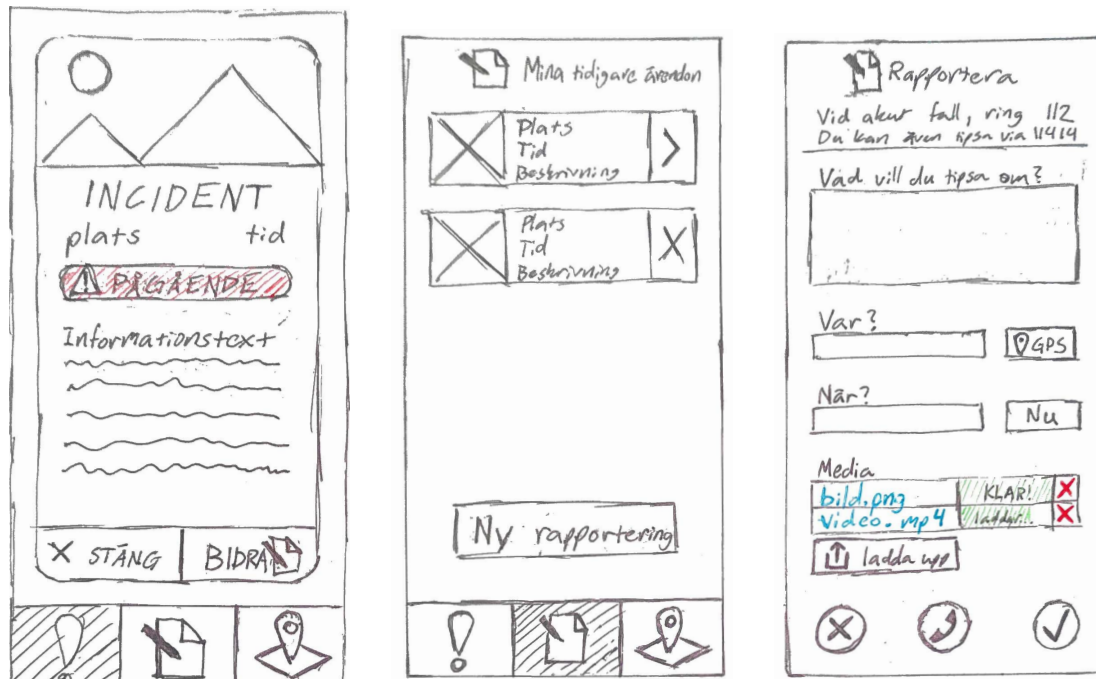 INCIDENT
plats tid
PÅGÅENDE
Informationstext
X STÄNG BIDRA
Mina tidigare ärendon
Plats
Tid
Beskrivning
Plats
Tid
Beskrivning
Ny rapportering
Rapportera
Vid akut fall, ring 112
Du kan även tipsa via 11414
Vad vill du tipsa om?
Var?
GPS
När?
Nu
Media
bild.png KLAR! X
video.mp4 X
ladda upp